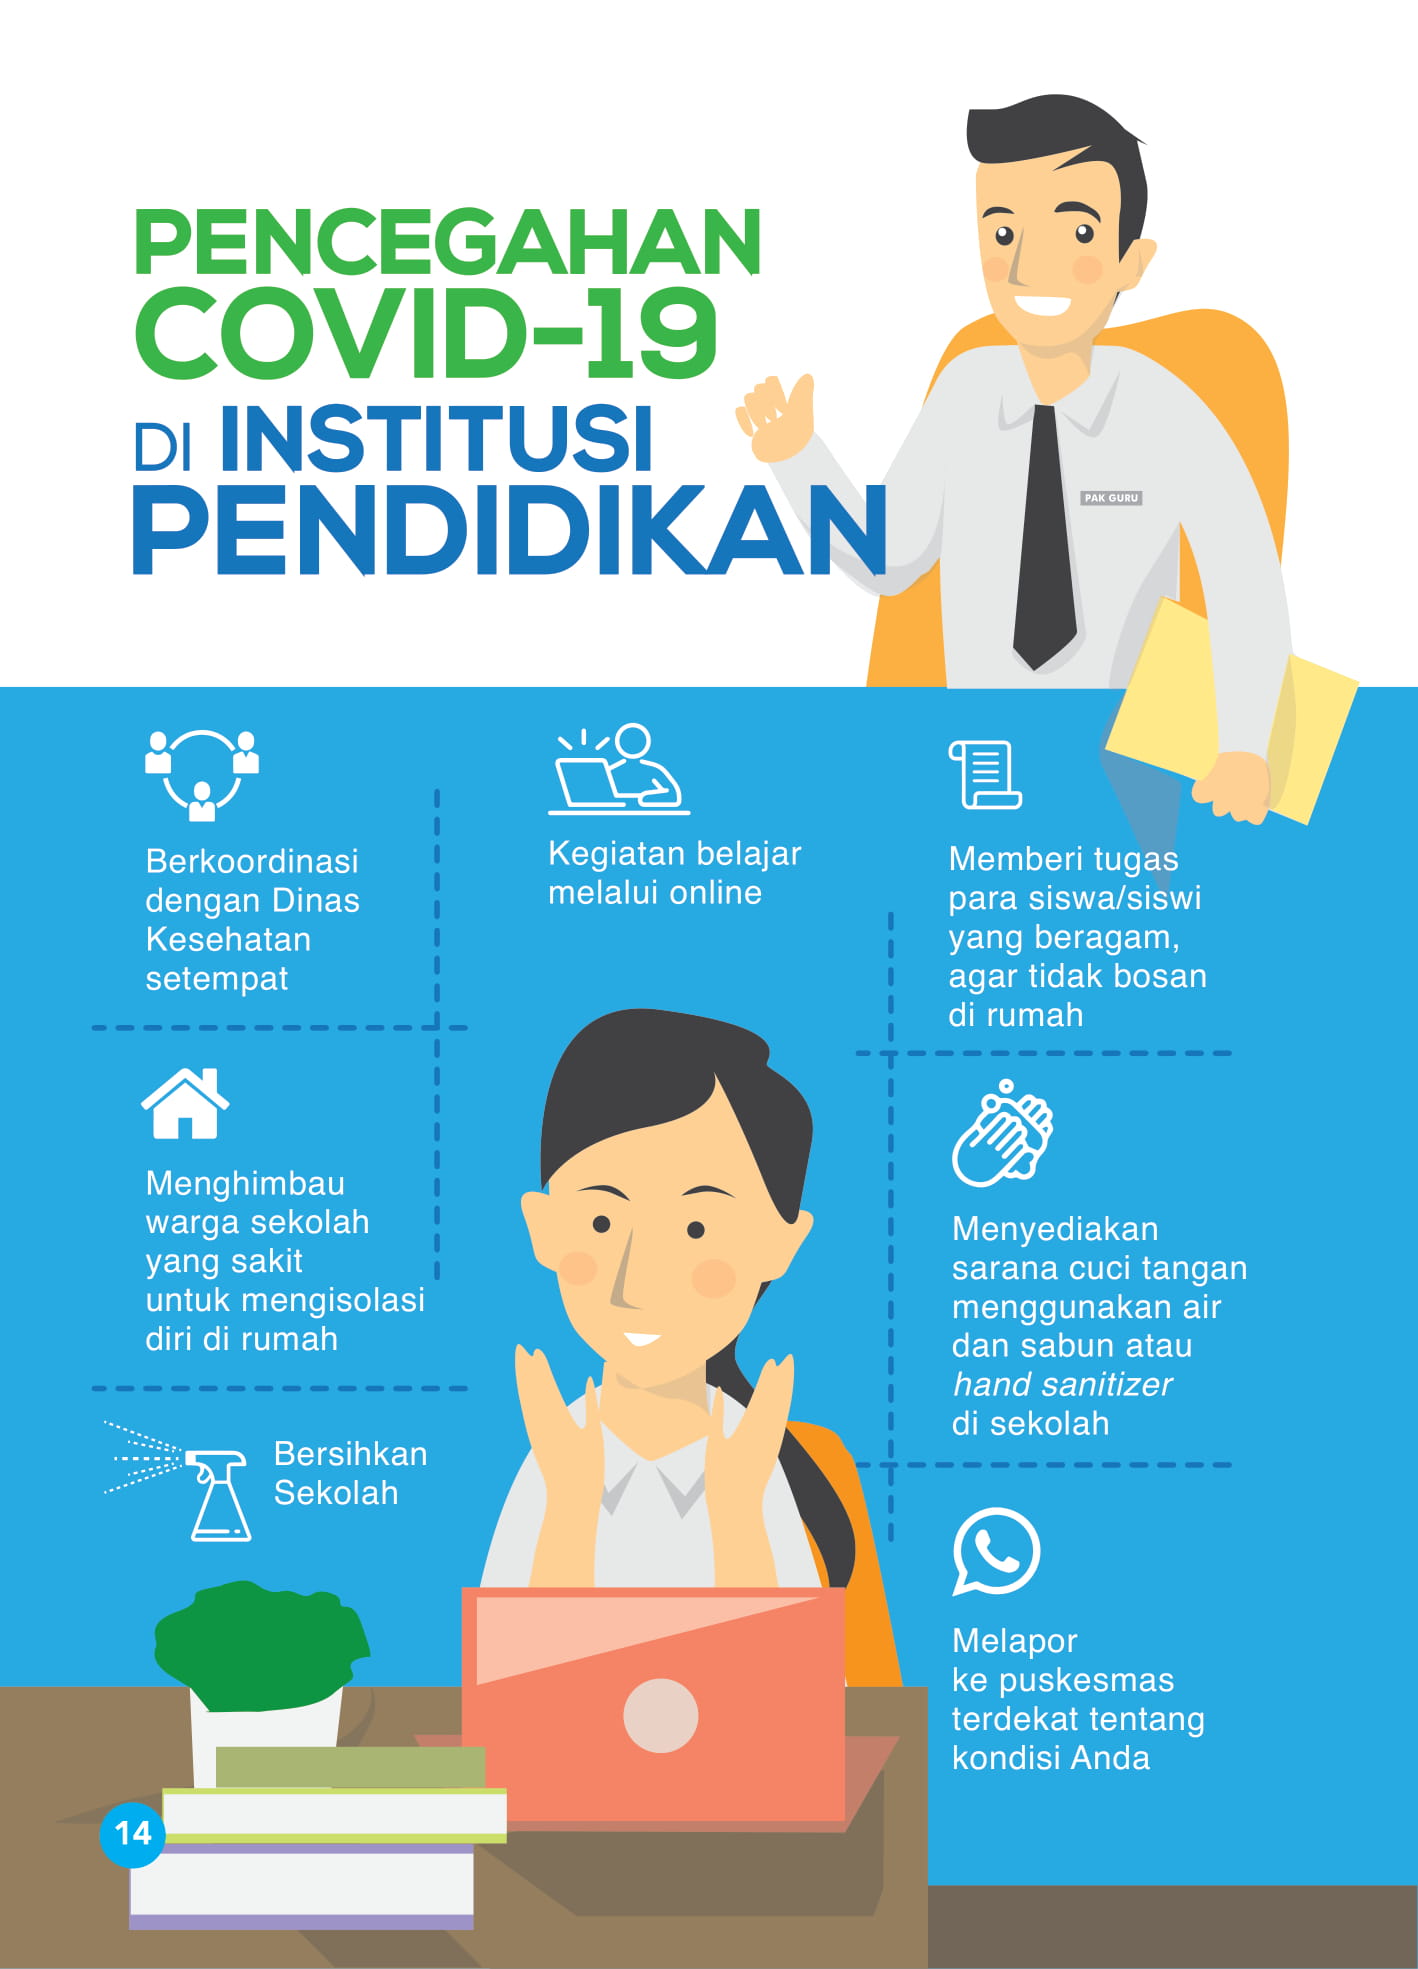 PENCEGAHAN
COVID-19
DI INSTITUSI
PENDIDIKAN
PAK GURU
Berkoordinasi
dengan Dinas
Kesehatan
setempat
Kegiatan belajar
melalui online
Memberi tugas
para siswa/siswi
yang beragam,
agar tidak bosan
di rumah
Menghimbau
warga sekolah
yang sakit
untuk mengisolasi
diri di rumah
Menyediakan
sarana cuci tangan
menggunakan air
dan sabun atau
hand sanitizer
di sekolah
Bersihkan
Sekolah
Melapor
ke puskesmas
terdekat tentang
kondisi Anda
14